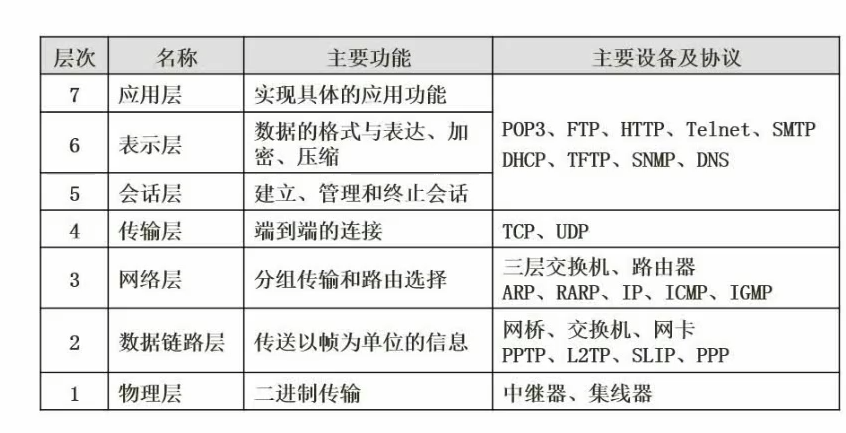 层次 名称 主要功能 主要设备及协议
7 应用层 实现具体的应用功能
6 表示层 数据的格式与表达、加
密、压缩
POP3、FTP、HTTP、Telnet、SMTP
DHCP、TFTP、SNMP、DNS
5 会话层 建立、管理和终止会话
4 传输层 端到端的连接 TCP、UDP
3 网络层 分组传输和路由选择 三层交换机、路由器
ARP、RARP、IP、ICMP、IGMP
2 数据链路层 传送以帧为单位的信息 网桥、交换机、网卡
PPTP、L2TP、SLIP、PPP
1 物理层 二进制传输 中继器、集线器